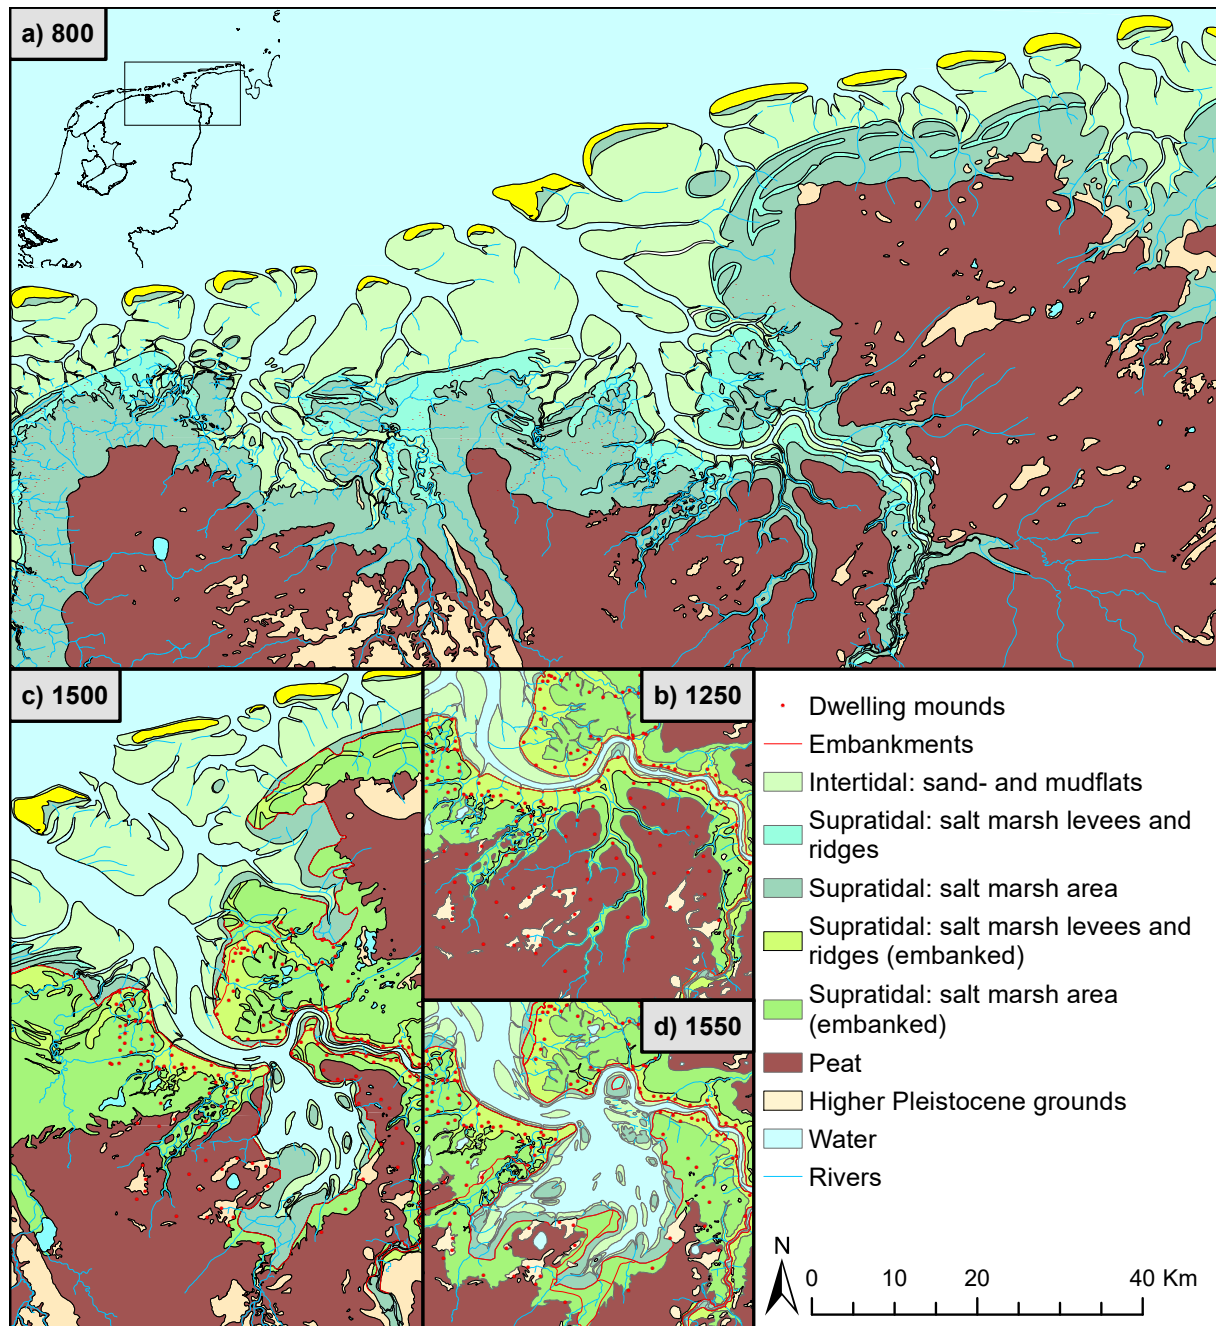 a) 800
c) 1500
b) 1250
d) 1550
Dwelling mounds
Embankments
Intertidal: sand- and mudflats
Supratidal: salt marsh levees and
ridges
Supratidal: salt marsh area
Supratidal: salt marsh levees and
ridges (embanked)
Supratidal: salt marsh area
(embanked)
Peat
Higher Pleistocene grounds
Water
Rivers
N
0 10 20 40 Km